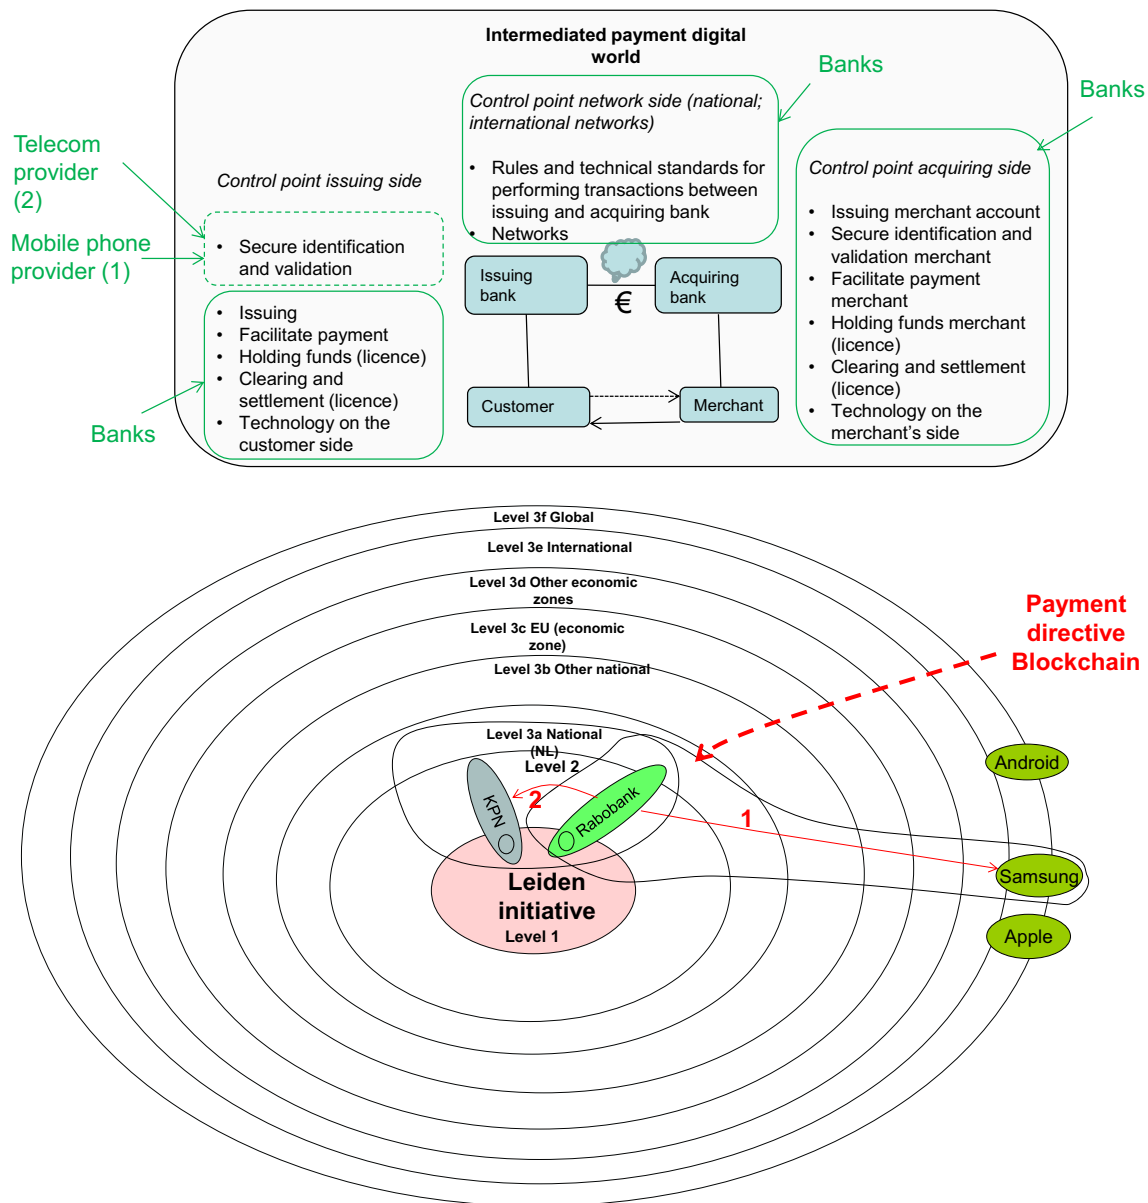 Intermediated payment digital
world
Banks
Banks
Control point network side (national;
international networks)
• Rules and technical standards for
performing transactions between
issuing and acquiring bank
• Networks
Telecom
provider
(2)
Mobile phone
provider (1)
Control point issuing side
• Secure identification
and validation
• Issuing
• Facilitate payment
• Holding funds (licence)
• Clearing and
settlement (licence)
• Technology on the
customer side
Banks
Issuing
bank
€
Acquiring
bank
Customer
Merchant
Control point acquiring side
• Issuing merchant account
• Secure identification and
validation merchant
• Facilitate payment
merchant
• Holding funds merchant
(licence)
• Clearing and settlement
(licence)
• Technology on the
merchant's side
Level 3f Global
Level 3e International
Level 3d Other economic
zones
Level 3c EU (economic
zone)
Level 3b Other national
Payment
directive
Blockchain
Level 3a National
(NL)
Level 2
KPN
2
Rabobank
1
Android
Samsung
Apple
Leiden
initiative
Level 1